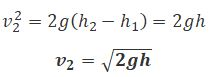 v₂² = 2g(h₂ − h₁) = 2gh
v₂ = √2gh